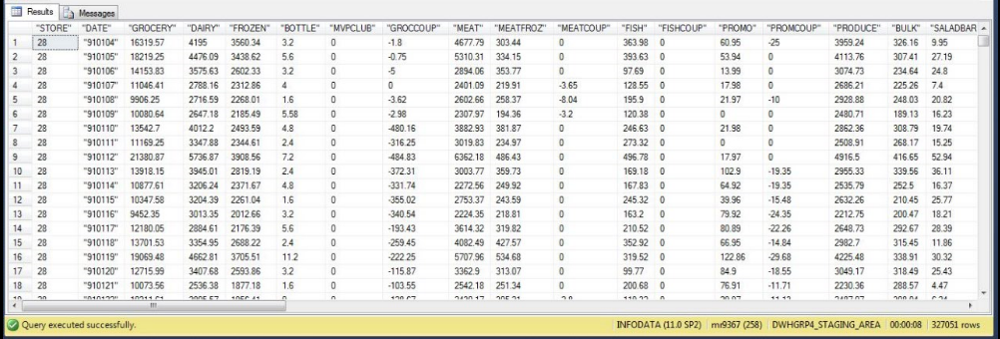 Results Messages
"STORE" "DATE" "GROCERY" "DAIRY" "FROZEN" "BOTTLE" "MVPCLUB" "GROCCOUP" "MEAT" "MEATFROZ" "MEATCOUP" "FISH" "FISHCOUP" "PROMO" "PROMCOUP" "PRODUCE" "BULK" "SALADBAR
1 28 "910104" 16319.57 4195 3560.34 3.2 0 -1.8 4677.79 303.44 0 363.98 0 60.95 -25 3959.24 326.16 9.95
2 28 "910105" 18219.25 4476.09 3438.62 5.6 0 -0.75 5310.31 334.15 0 393.63 0 53.94 0 4113.76 307.41 27.19
3 28 "910106" 14153.83 3575.63 2602.33 3.2 0 -5 2894.06 353.77 0 97.69 0 13.99 0 3074.73 234.64 24.8
4 28 "910107" 11046.41 2788.16 2312.86 4 0 0 2401.09 219.91 -3.65 128.55 0 17.98 0 2686.21 225.26 7.4
5 28 "910108" 9906.25 2716.59 2268.01 1.6 0 -3.62 2602.66 258.37 -8.04 195.9 0 21.97 -10 2928.88 248.03 20.82
6 28 "910109" 10080.64 2647.18 2185.49 5.58 0 -2.98 2307.97 194.36 -3.2 120.38 0 0 0 2480.71 189.13 16.23
7 28 "910110" 13542.7 4012.2 2493.59 4.8 0 -480.16 3882.93 381.87 0 246.63 0 21.98 0 2862.36 308.79 19.74
8 28 "910111" 11169.25 3347.88 2344.61 2.4 0 -316.25 3019.83 234.97 0 273.32 0 0 0 2508.91 268.17 15.25
9 28 "910112" 21380.87 5736.87 3908.56 7.2 0 -484.83 6362.18 486.43 0 496.78 0 17.97 0 4916.5 416.65 52.94
10 28 "910113" 13918.15 3945.01 2819.19 2.4 0 -372.31 3003.77 359.73 0 169.18 0 102.9 -19.35 2955.33 339.56 36.11
11 28 "910114" 10877.61 3206.24 2371.67 4.8 0 -331.74 2272.56 249.92 0 167.83 0 64.92 -19.35 2535.79 252.5 16.37
12 28 "910115" 10347.58 3204.39 2261.04 1.6 0 -355.02 2753.37 243.59 0 245.32 0 39.96 -15.48 2632.26 210.45 25.77
13 28 "910116" 9452.35 3013.35 2012.66 3.2 0 -340.54 2224.35 218.81 0 163.2 0 79.92 -24.35 2212.75 200.47 18.21
14 28 "910117" 12180.05 2884.61 2176.39 5.6 0 -193.43 3614.32 319.82 0 210.52 0 80.89 -22.26 2648.73 292.67 28.39
15 28 "910118" 13701.53 3354.95 2688.22 2.4 0 -259.45 4082.49 427.57 0 352.92 0 66.95 -14.84 2982.7 315.45 11.86
16 28 "910119" 19069.48 4662.81 3705.51 11.2 0 -222.25 5707.96 534.68 0 319.52 0 122.86 -29.68 4225.48 338.91 30.32
17 28 "910120" 12715.99 3407.68 2593.86 3.2 0 -115.87 3362.9 313.07 0 99.77 0 84.9 -18.55 3049.17 318.49 25.43
18 28 "910121" 10073.56 2536.38 1877.18 1.6 0 -103.55 2542.18 251.34 0 200.68 0 76.91 -11.71 2230.36 288.57 4.47
Query executed successfully. INFODATA (11.0 SP2) mr9367 (258) DWHGRP4_STAGING_AREA 00:00:08 327051 rows